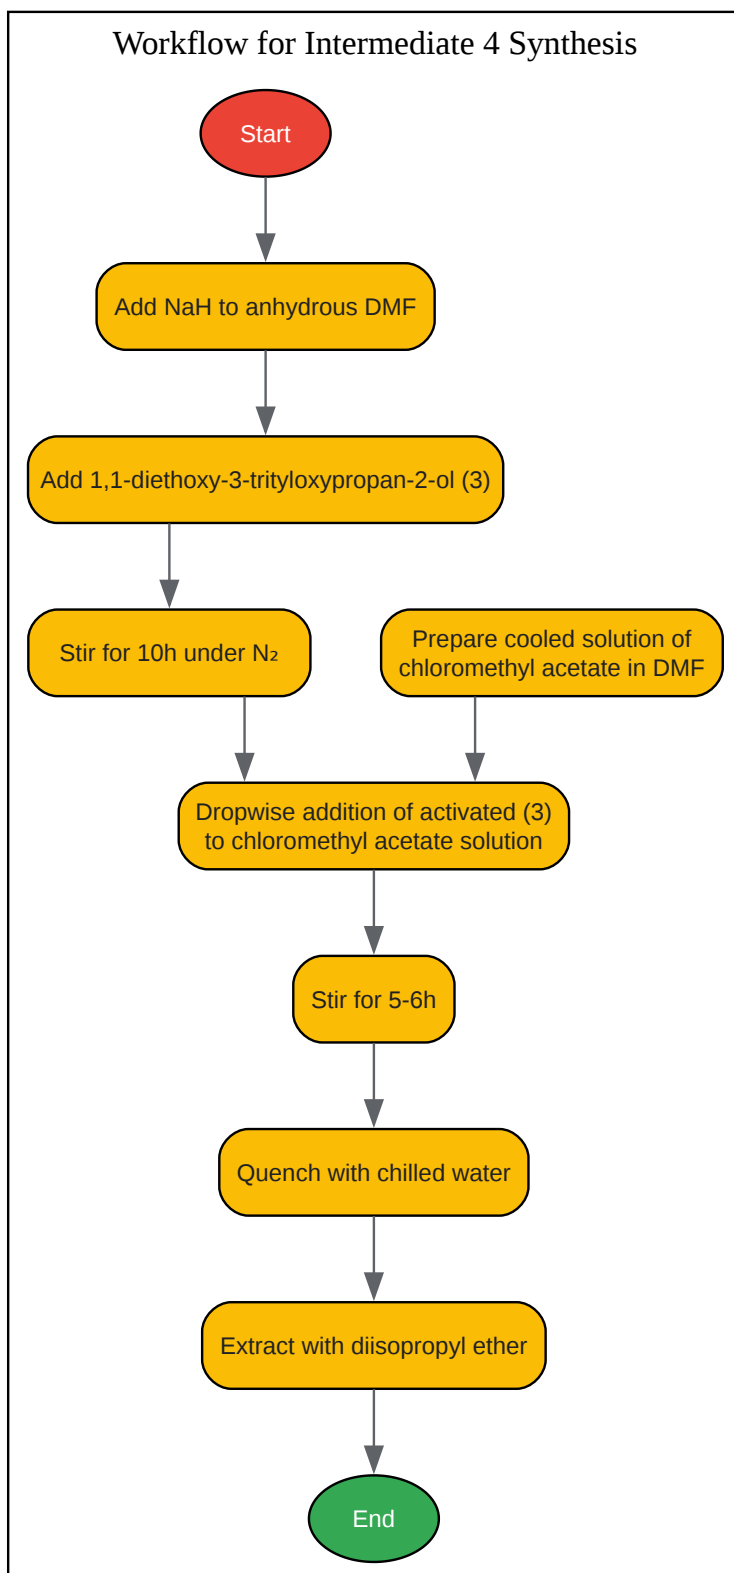 Workflow for Intermediate 4 Synthesis
Start
Add NaH to anhydrous DMF
Add 1,1-diethoxy-3-trityloxypropan-2-ol (3)
Stir for 10h under N₂
Prepare cooled solution of
chloromethyl acetate in DMF
Dropwise addition of activated (3)
to chloromethyl acetate solution
Stir for 5-6h
Quench with chilled water
Extract with diisopropyl ether
End